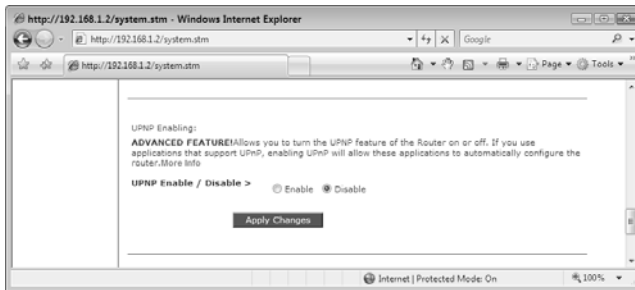 http://192.168.1.2/system.stm - Windows Internet Explorer
http://192.168.1.2/system.stm
Google
http://192.168.1.2/system.stm
Page
Tools
UPNP Enabling:
ADVANCED FEATURE!Allows you to turn the UPNP feature of the Router on or off. If you use
applications that support UPnP, enabling UPnP will allow these applications to automatically configure the
router.More Info
UPNP Enable / Disable >
Enable
Disable
Apply Changes
Internet | Protected Mode: On
100%